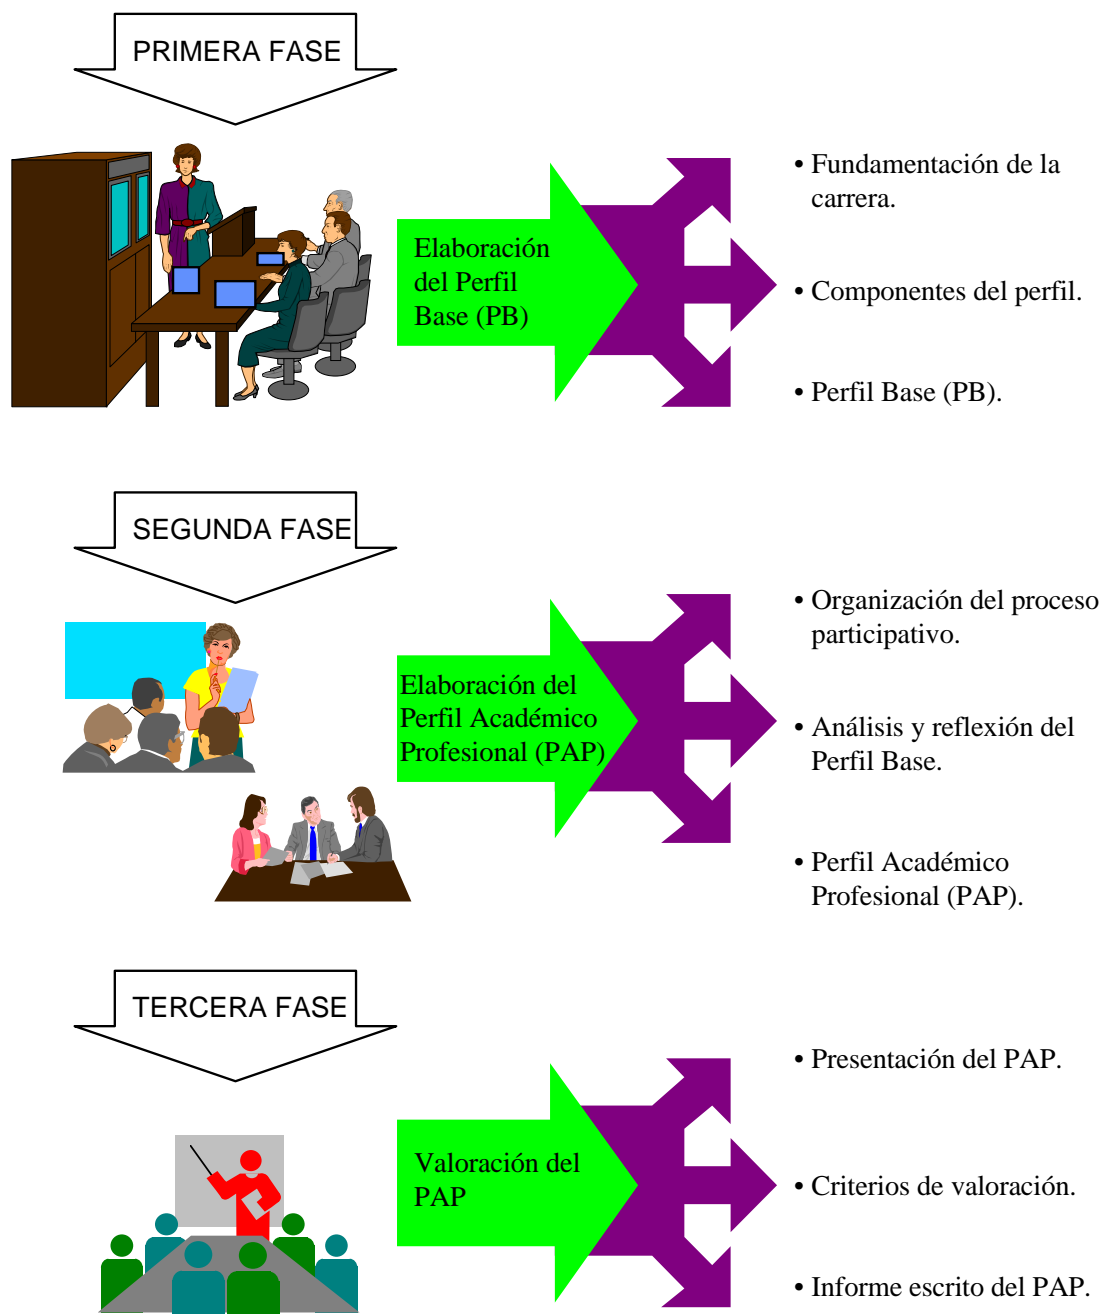 PRIMERA FASE
Elaboración
del Perfil
Base (PB)
• Fundamentación de la
carrera.
• Componentes del perfil.
• Perfil Base (PB).
SEGUNDA FASE
Elaboración del
Perfil Académico
Profesional (PAP)
• Organización del proceso
participativo.
• Análisis y reflexión del
Perfil Base.
• Perfil Académico
Profesional (PAP).
TERCERA FASE
Valoración del
PAP
• Presentación del PAP.
• Criterios de valoración.
• Informe escrito del PAP.